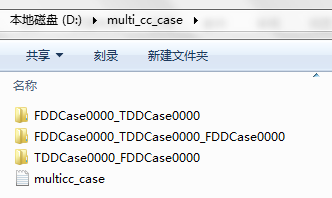 本地磁盘 (D:) ▸ multi_cc_case ▸
共享 ▼ 刻录 新建文件夹
名称
FDDCase0000_TDDCase0000
FDDCase0000_TDDCase0000_FDDCase0000
TDDCase0000_FDDCase0000
multicc_case